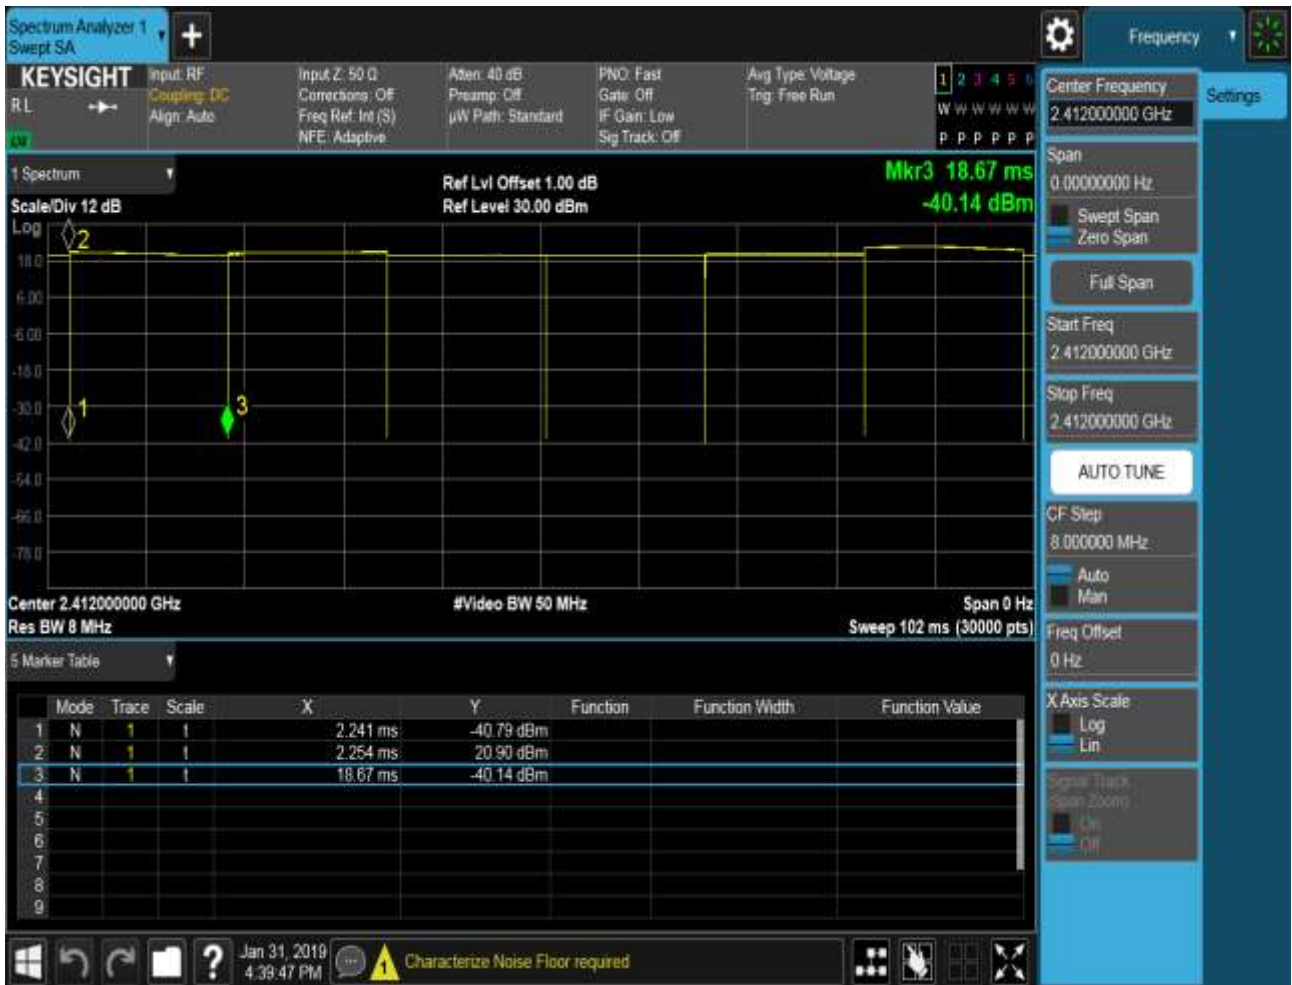 Spectrum Analyzer 1
Swept SA
+
Frequency
KEYSIGHT
RL
Input: RF
Coupling: DC
Align: Auto
Input Z: 50 Ω
Corrections: Off
Freq Ref: Int (S)
NFE: Adaptive
Atten: 40 dB
Preamp: Off
µW Path: Standard
PNO: Fast
Gate: Off
IF Gain: Low
Sig Track: Off
Avg Type: Voltage
Trig: Free Run
1 2 3 4 5 6
W W W W W W
P P P P P P
1 Spectrum
Scale/Div 12 dB
Ref Lvl Offset 1.00 dB
Ref Level 30.00 dBm
Mkr3 18.67 ms
-40.14 dBm
Log
18.0
6.00
-6.00
-18.0
-30.0
-42.0
-54.0
-66.0
-78.0
2
1
3
Center 2.412000000 GHz
Res BW 8 MHz
#Video BW 50 MHz
Span 0 Hz
Sweep 102 ms (30000 pts)
5 Marker Table
Mode Trace Scale X Y Function Function Width Function Value
1 N 1 t 2.241 ms -40.79 dBm
2 N 1 t 2.254 ms 20.90 dBm
3 N 1 t 18.67 ms -40.14 dBm
4
5
6
7
8
9
Jan 31, 2019
4:39:47 PM
1
Characterize Noise Floor required
Center Frequency
2.412000000 GHz
Settings
Span
0.00000000 Hz
Swept Span
Zero Span
Full Span
Start Freq
2.412000000 GHz
Stop Freq
2.412000000 GHz
AUTO TUNE
CF Step
8.000000 MHz
Auto
Man
Freq Offset
0 Hz
X Axis Scale
Log
Lin
Signal Track
(Span Zoom)
On
Off